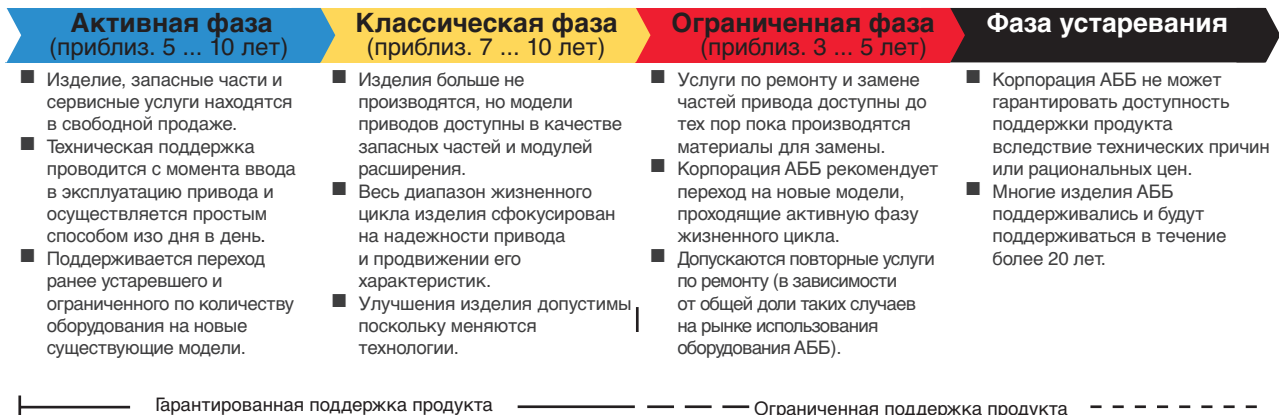 Активная фаза
(приблиз. 5 ... 10 лет)
Изделие, запасные части и
сервисные услуги находятся
в свободной продаже.
Техническая поддержка
проводится с момента ввода
в эксплуатацию привода и
осуществляется простым
способом изо дня в день.
Поддерживается переход
ранее устаревшего и
ограниченного по количеству
оборудования на новые
существующие модели.
Классическая фаза
(приблиз. 7 ... 10 лет)
Изделия больше не
производятся, но модели
приводов доступны в качестве
запасных частей и модулей
расширения.
Весь диапазон жизненного
цикла изделия сфокусирован
на надежности привода
и продвижении его
характеристик.
Улучшения изделия допустимы
поскольку меняются
технологии.
Ограниченная фаза
(приблиз. 3 ... 5 лет)
Услуги по ремонту и замене
частей привода доступны до
тех пор пока производятся
материалы для замены.
Корпорация АББ рекомендует
переход на новые модели,
проходящие активную фазу
жизненного цикла.
Допускаются повторные услуги
по ремонту (в зависимости
от общей доли таких случаев
на рынке использования
оборудования АББ).
Фаза устаревания
Корпорация АББ не может
гарантировать доступность
поддержки продукта
вследствие технических причин
или рациональных цен.
Многие изделия АББ
поддерживались и будут
поддерживаться в течение
более 20 лет.
Гарантированная поддержка продукта
Ограниченная поддержка продукта